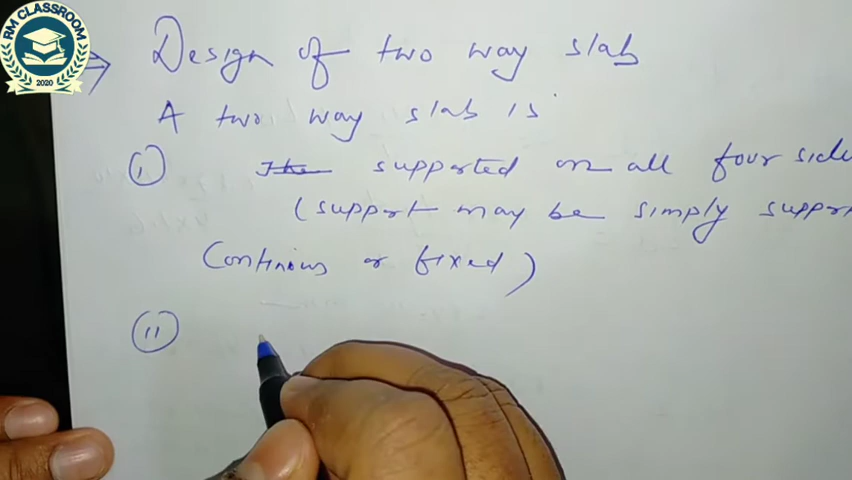 RM CLASSROOM
2020
⇒ Design of two way slab
A two way slab is
(i) The supported on all four side
(support may be simply suppor
Continous or fixed)
(ii)